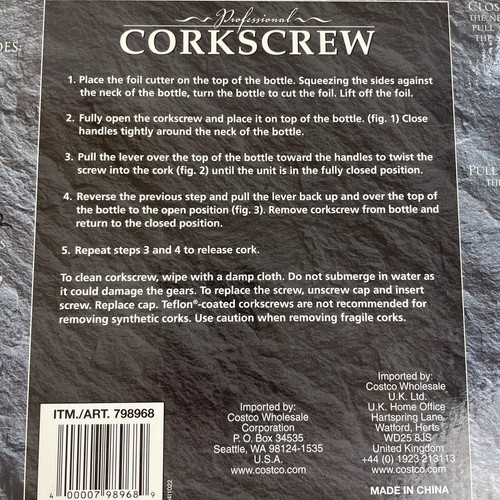 Professional
CORKSCREW
1. Place the foil cutter on the top of the bottle. Squeezing the sides against
the neck of the bottle, turn the bottle to cut the foil. Lift off the foil.
2. Fully open the corkscrew and place it on top of the bottle. (fig. 1) Close
handles tightly around the neck of the bottle.
3. Pull the lever over the top of the bottle toward the handles to twist the
screw into the cork (fig. 2) until the unit is in the fully closed position.
4. Reverse the previous step and pull the lever back up and over the top of
the bottle to the open position (fig. 3). Remove corkscrew from bottle and
return to the closed position.
5. Repeat steps 3 and 4 to release cork.
To clean corkscrew, wipe with a damp cloth. Do not submerge in water as
it could damage the gears. To replace the screw, unscrew cap and insert
screw. Replace cap. Teflon®-coated corkscrews are not recommended for
removing synthetic corks. Use caution when removing fragile corks.
ITM./ART. 798968
4 00007 98968 9
Imported by:
Costco Wholesale
Corporation
P. O. Box 34535
Seattle, WA 98124-1535
U.S.A.
www.costco.com
Imported by:
Costco Wholesale
U.K. Ltd.
U.K. Home Office
Hartspring Lane
Watford, Herts
WD25 8JS
United Kingdom
+44 (0) 1923 213113
www.costco.com
MADE IN CHINA
CLOS
THE NE
PULL
THE
PULL
TH